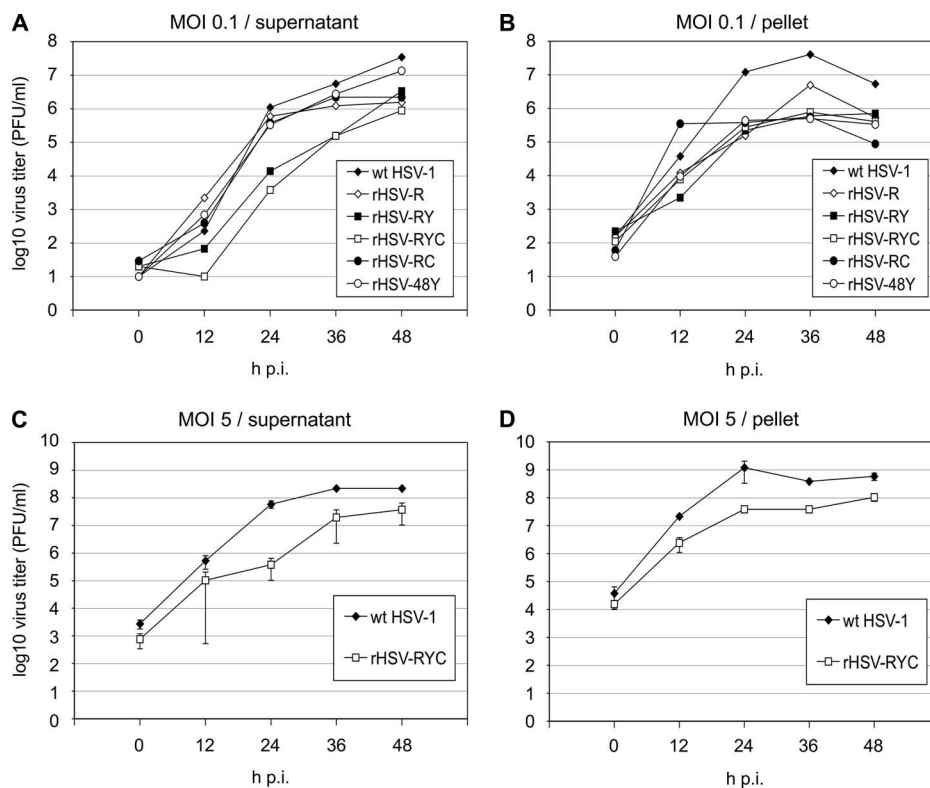 A
MOI 0.1 / supernatant
log10 virus titer (PFU/ml)
8
7
6
5
4
3
2
1
0
wt HSV-1
rHSV-R
rHSV-RY
rHSV-RYC
rHSV-RC
rHSV-48Y
0 12 24 36 48
h p.i.
B
MOI 0.1 / pellet
8
7
6
5
4
3
2
1
0
wt HSV-1
rHSV-R
rHSV-RY
rHSV-RYC
rHSV-RC
rHSV-48Y
0 12 24 36 48
h p.i.
C
MOI 5 / supernatant
log10 virus titer (PFU/ml)
10
9
8
7
6
5
4
3
2
1
0
wt HSV-1
rHSV-RYC
0 12 24 36 48
h p.i.
D
MOI 5 / pellet
10
9
8
7
6
5
4
3
2
1
0
wt HSV-1
rHSV-RYC
0 12 24 36 48
h p.i.